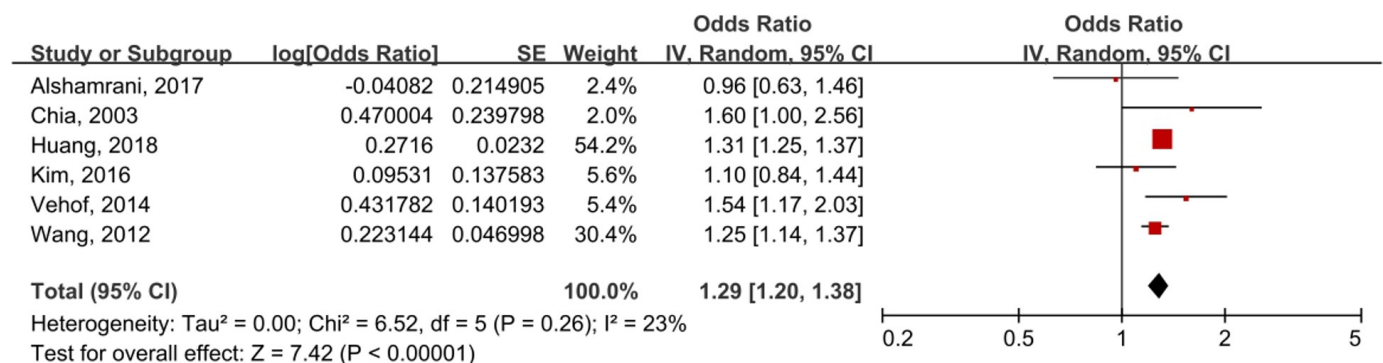 Odds Ratio Odds Ratio
Study or Subgroup log[Odds Ratio] SE Weight IV, Random, 95% CI IV, Random, 95% CI
Alshamrani, 2017 -0.04082 0.214905 2.4% 0.96 [0.63, 1.46]
Chia, 2003 0.470004 0.239798 2.0% 1.60 [1.00, 2.56]
Huang, 2018 0.2716 0.0232 54.2% 1.31 [1.25, 1.37]
Kim, 2016 0.09531 0.137583 5.6% 1.10 [0.84, 1.44]
Vehof, 2014 0.431782 0.140193 5.4% 1.54 [1.17, 2.03]
Wang, 2012 0.223144 0.046998 30.4% 1.25 [1.14, 1.37]
Total (95% CI) 100.0% 1.29 [1.20, 1.38]
Heterogeneity: Tau² = 0.00; Chi² = 6.52, df = 5 (P = 0.26); I² = 23%
0.2 0.5 1 2 5
Test for overall effect: Z = 7.42 (P < 0.00001)